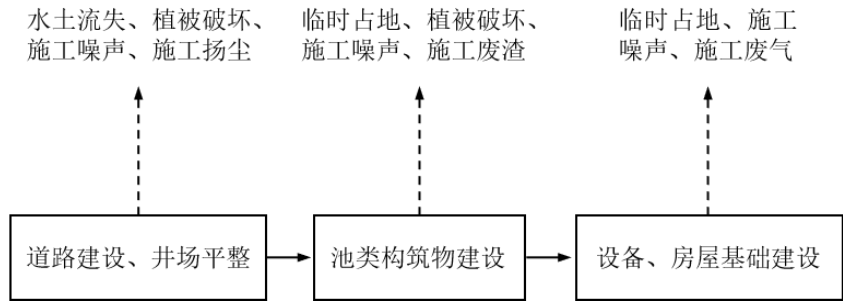 水土流失、植被破坏、
施工噪声、施工扬尘
临时占地、植被破坏、
施工噪声、施工废渣
临时占地、施工
噪声、施工废气
道路建设、井场平整
池类构筑物建设
设备、房屋基础建设